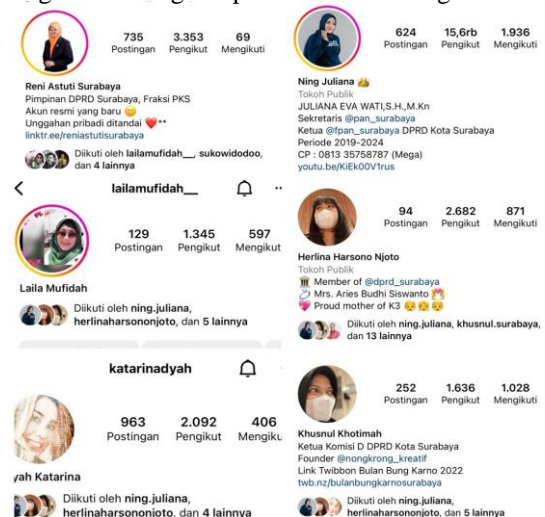 735 3.353 69
Postingan Pengikut Mengikuti
Reni Astuti Surabaya
Pimpinan DPRD Surabaya, Fraksi PKS
Akun resmi yang baru 😊
Unggahan pribadi ditandai ❤️**
linktr.ee/reniastutisurabaya
Diikuti oleh lailamufidah__, sukowidodoo,
dan 4 lainnya
lailamufidah__
129 1.345 597
Postingan Pengikut Mengikut
Laila Mufidah
Diikuti oleh ning.juliana,
herlinaharsononjoto, dan 5 lainnya
katarinadyah
963 2.092 406
Postingan Pengikut Mengiku
yah Katarina
Diikuti oleh ning.juliana,
herlinaharsononjoto, dan 4 lainnya
624 15,6rb 1.936
Postingan Pengikut Mengikuti
Ning Juliana
Tokoh Publik
JULIANA EVA WATI,S.H.,M.Kn
Sekretaris @pan_surabaya
Ketua @fpan_surabaya DPRD Kota Surabaya
Periode 2019-2024
CP : 0813 35758787 (Mega)
youtu.be/KiEk00V1rus
94 2.682 871
Postingan Pengikut Mengikuti
Herlina Harsono Njoto
Tokoh Publik
🏛️ Member of @dprd_surabaya
💍 Mrs. Aries Budhi Siswanto
💖 Proud mother of K3
Diikuti oleh ning.juliana, khusnul.surabaya,
dan 13 lainnya
252 1.636 1.028
Postingan Pengikut Mengikuti
Khusnul Khotimah
Ketua Komisi D DPRD Kota Surabaya
Founder @nongkrong_kreatif
Link Twibbon Bulan Bung Karno 2022
twb.nz/bulanbungkarnosurabaya
Diikuti oleh ning.juliana,
herlinaharsononjoto, dan 5 lainnya